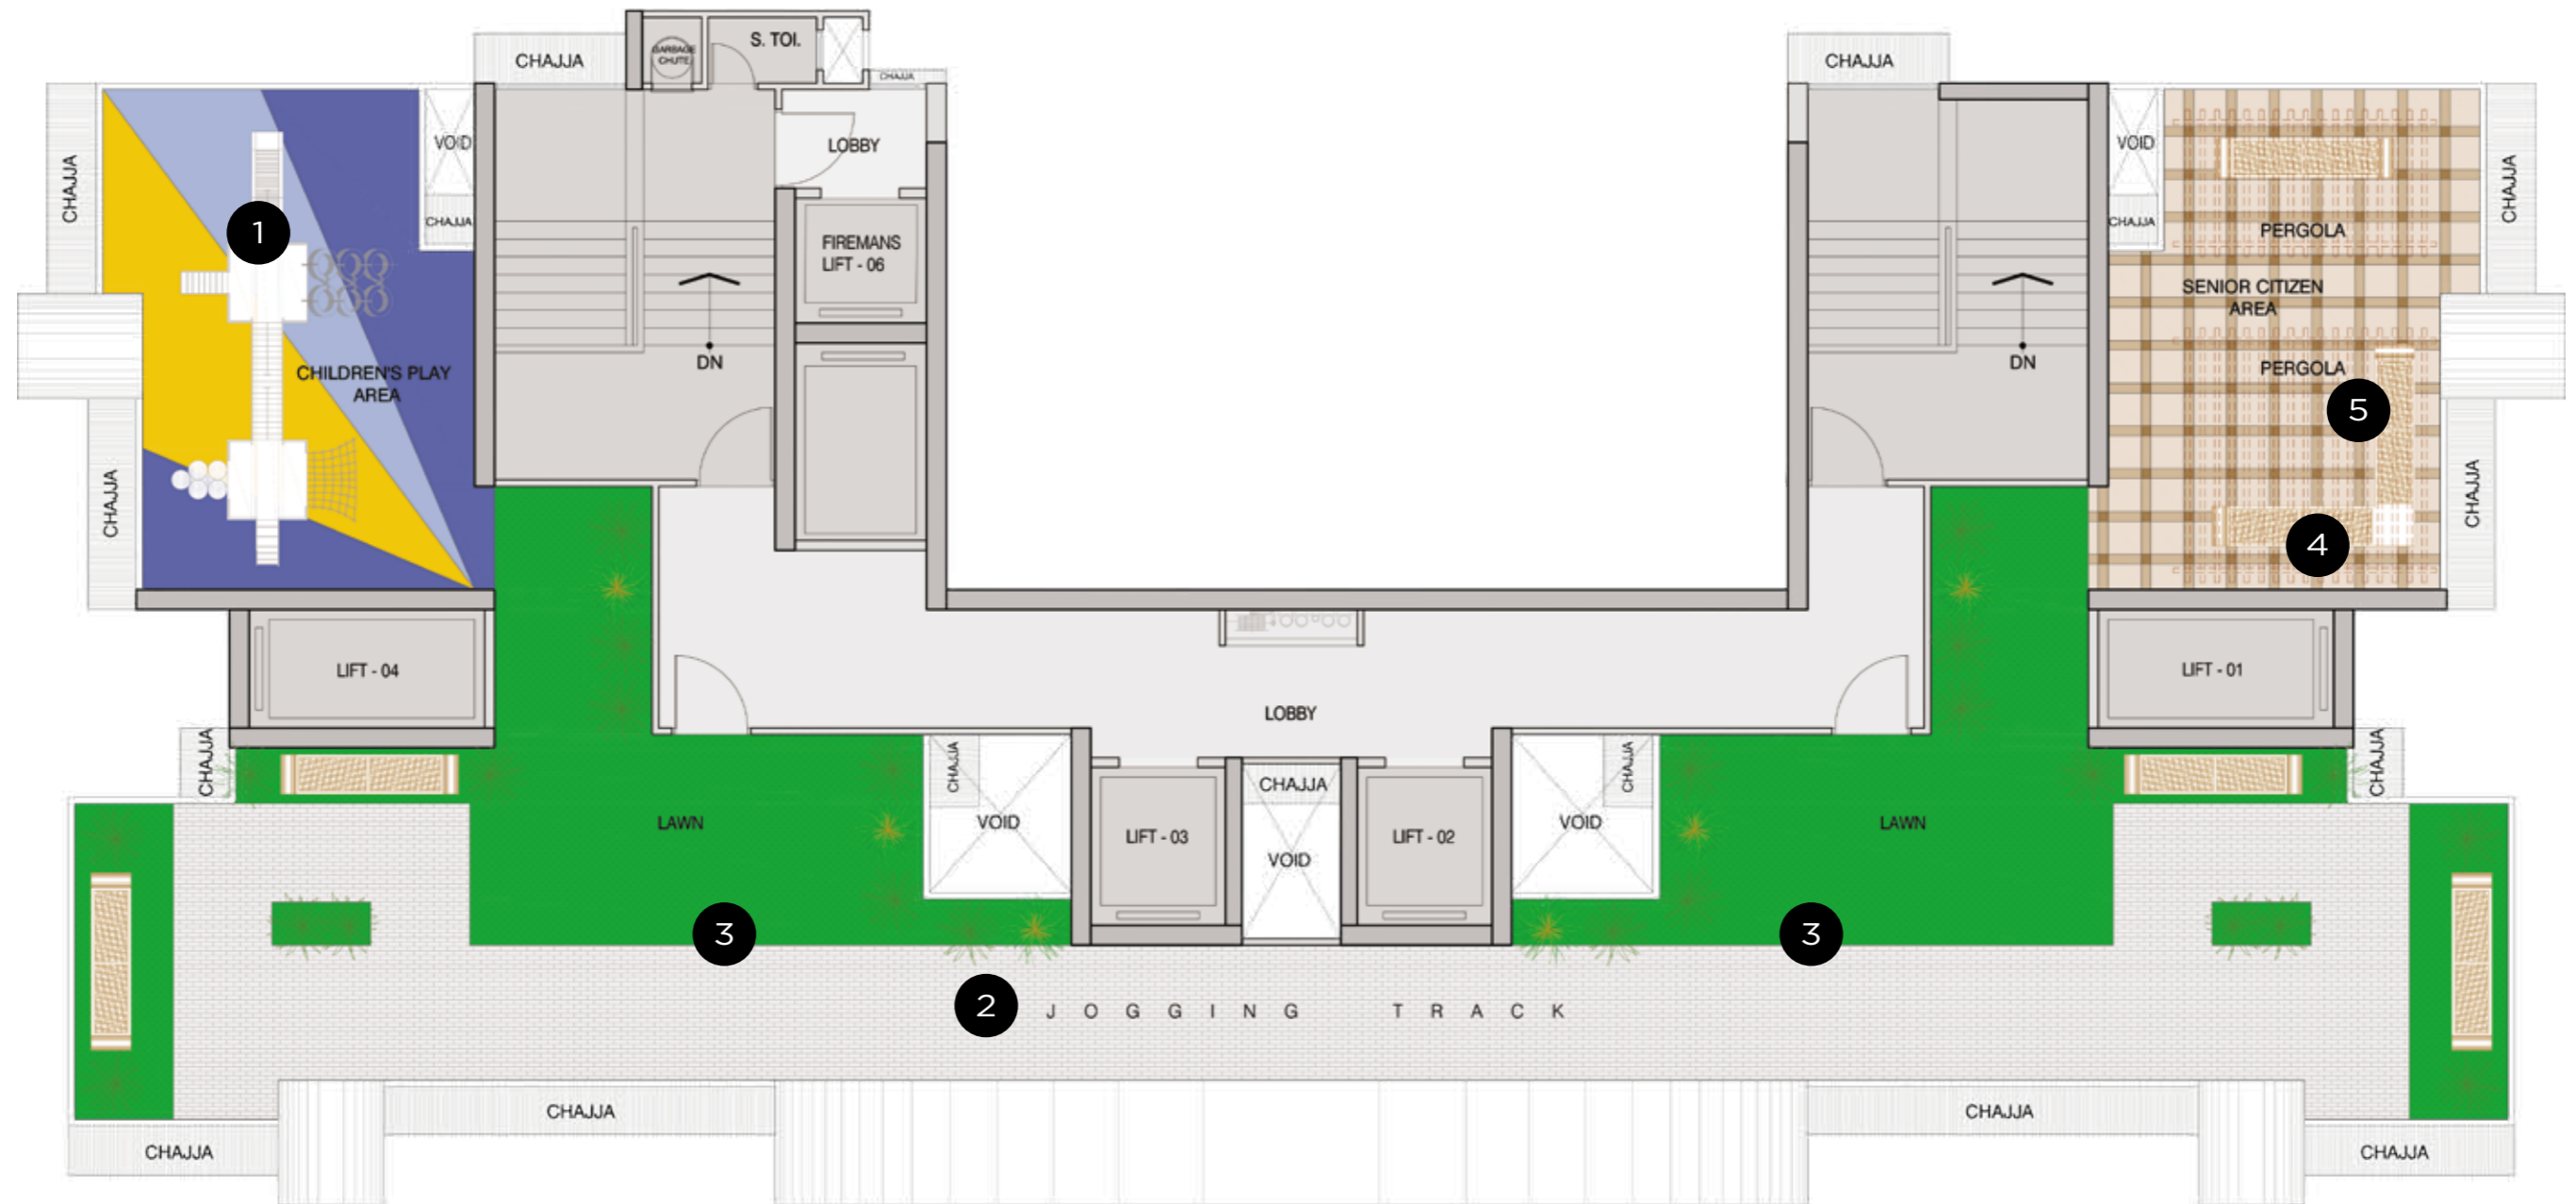 CHAJJA
GARBAGE
CHUTE
S. TOI.
CHAJJA
CHAJJA
VOID
LOBBY
VOID
CHAJJA
CHAJJA
CHAJJA
CHAJJA
1
FIREMANS
LIFT - 06
PERGOLA
SENIOR CITIZEN
AREA
DN
DN
PERGOLA
CHILDREN'S PLAY
AREA
5
CHAJJA
CHAJJA
4
LIFT - 04
LIFT - 01
LOBBY
CHAJJA
CHAJJA
CHAJJA
CHAJJA
CHAJJA
LAWN
VOID
LIFT - 03
VOID
LIFT - 02
VOID
LAWN
3
3
2
JOGGING TRACK
CHAJJA
CHAJJA
CHAJJA
CHAJJA